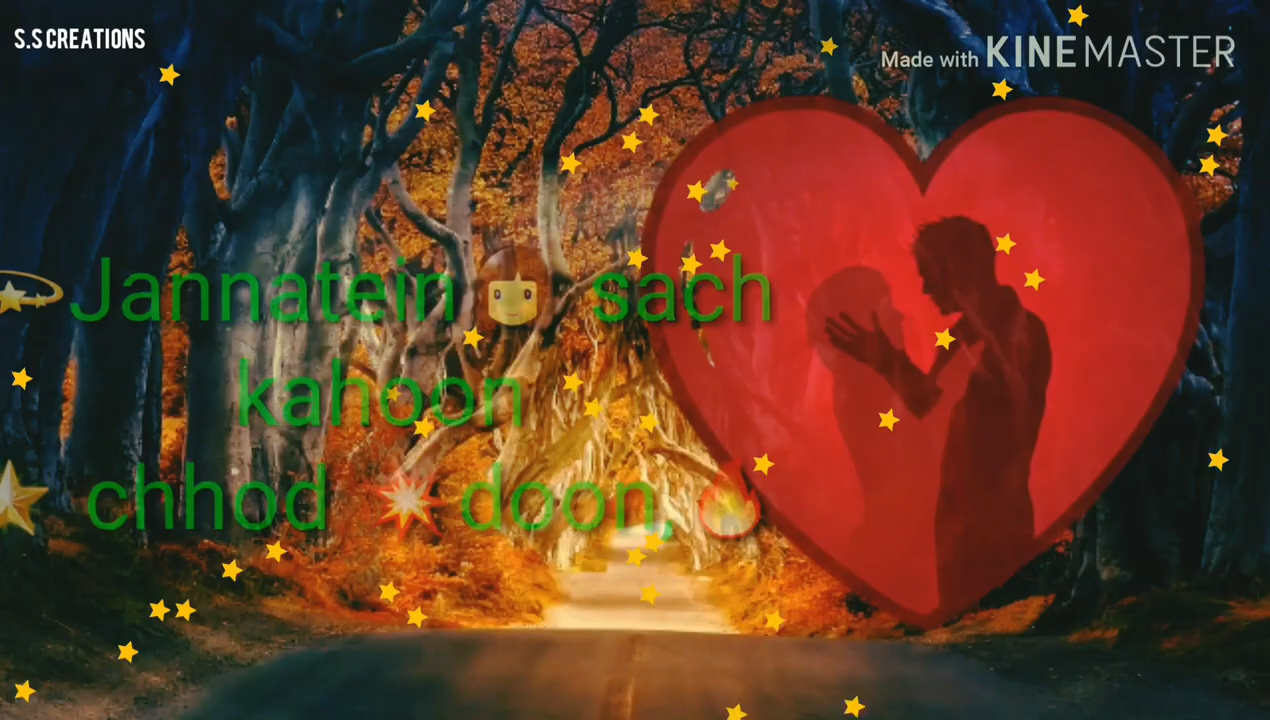 S.S CREATIONS
Made with KINEMASTER
💫Jannatein 👩 sach
kahoon
⭐ chhod 💥 doon, 🔥